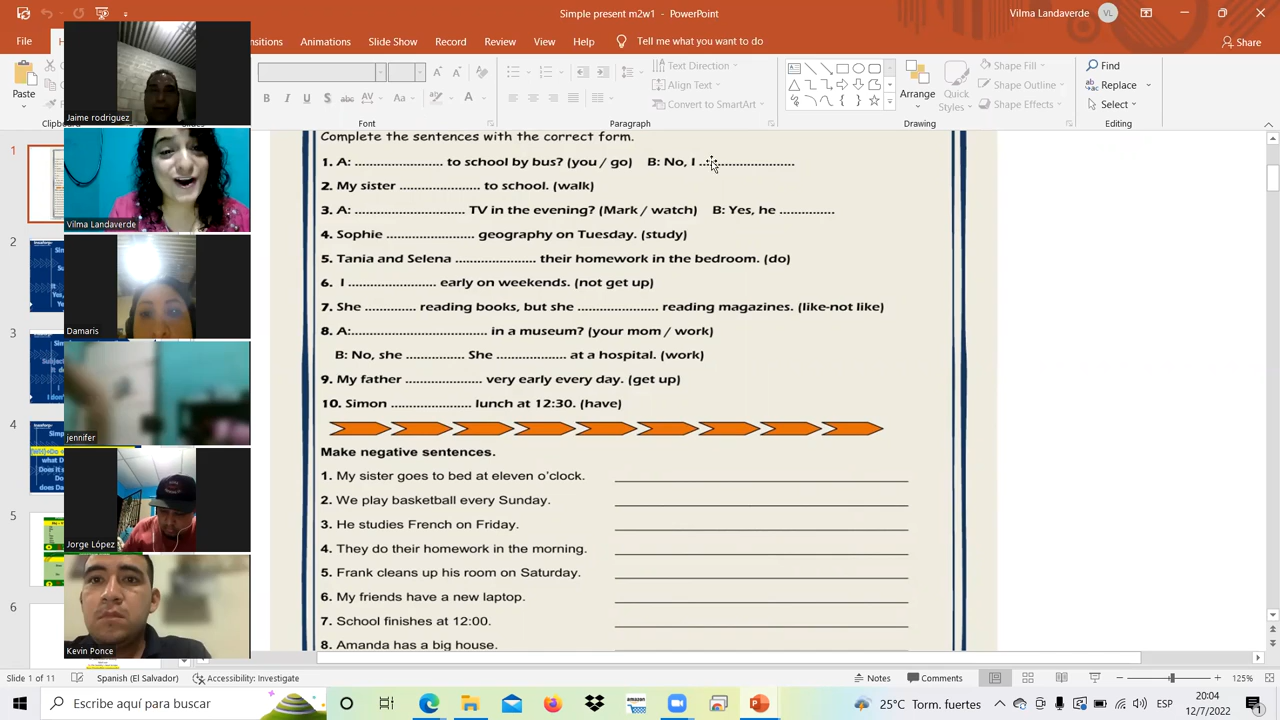 Vilma Landaverde
VL
Share
nsitions
Animations
Slide Show
Review
View
Help
Tell me what you want to do
Text Direction
Align Text
Convert to SmartArt
Arrange
Quick
Styles
Shape Fill
Shape Outline
Shape Effects
Find
Replace
Select
Font
Paragraph
Drawing
Editing
Complete the sentences with the correct form.
1. A: ....................... to school by bus? (you / go) B: No, I .........................
2. My sister ..................... to school. (walk)
3. A: ............................. TV in the evening? (Mark / watch) B: Yes, he ..............
4. Sophie ....................... geography on Tuesday. (study)
5. Tania and Selena ..................... their homework in the bedroom. (do)
6. I ....................... early on weekends. (not get up)
7. She ............. reading books, but she ..................... reading magazines. (like-not like)
8. A:.................................... in a museum? (your mom / work)
B: No, she ............... She .................. at a hospital. (work)
9. My father .................... very early every day. (get up)
10. Simon ..................... lunch at 12:30. (have)
Make negative sentences.
1. My sister goes to bed at eleven o'clock.
2. We play basketball every Sunday.
3. He studies French on Friday.
4. They do their homework in the morning.
5. Frank cleans up his room on Saturday.
6. My friends have a new laptop.
7. School finishes at 12:00.
8. Amanda has a big house.
Jaime rodriguez
Vilma Landaverde
Damaris
jennifer
Jorge López
Kevin Ponce
Slide 1 of 11
Spanish (El Salvador)
Accessibility: Investigate
Notes
Comments
125%
Escribe aquí para buscar
amazon
25°C Torm. fuertes
ESP
20:04
12/7/2022
1